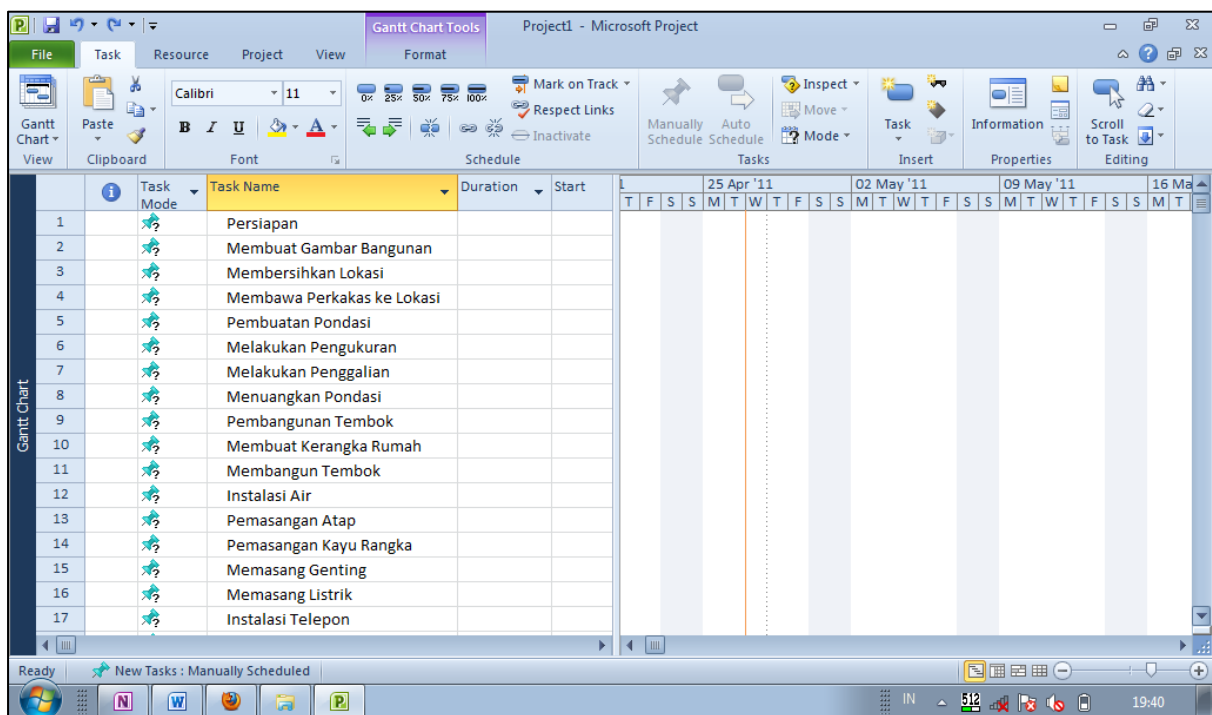 Gantt Chart Tools Project1 - Microsoft Project
File Task Resource Project View Format
Gantt Chart
View
Paste
Clipboard
Calibri 11
B I U A
Font
0% 25% 50% 75% 100%
Mark on Track
Respect Links
Inactivate
Schedule
Manually Schedule
Auto Schedule
Inspect
Move
Mode
Tasks
Task
Insert
Information
Properties
Scroll to Task
Editing
Task Mode Task Name Duration Start
25 Apr '11 02 May '11 09 May '11 16 Ma
T F S S M T W T F S S M T W T F S S M T W T F S S M T
1 Persiapan
2 Membuat Gambar Bangunan
3 Membersihkan Lokasi
4 Membawa Perkakas ke Lokasi
5 Pembuatan Pondasi
6 Melakukan Pengukuran
7 Melakukan Penggalian
8 Menuangkan Pondasi
9 Pembangunan Tembok
10 Membuat Kerangka Rumah
11 Membangun Tembok
12 Instalasi Air
13 Pemasangan Atap
14 Pemasangan Kayu Rangka
15 Memasang Genting
16 Memasang Listrik
17 Instalasi Telepon
Gantt Chart
Ready New Tasks : Manually Scheduled
IN 512 19:40